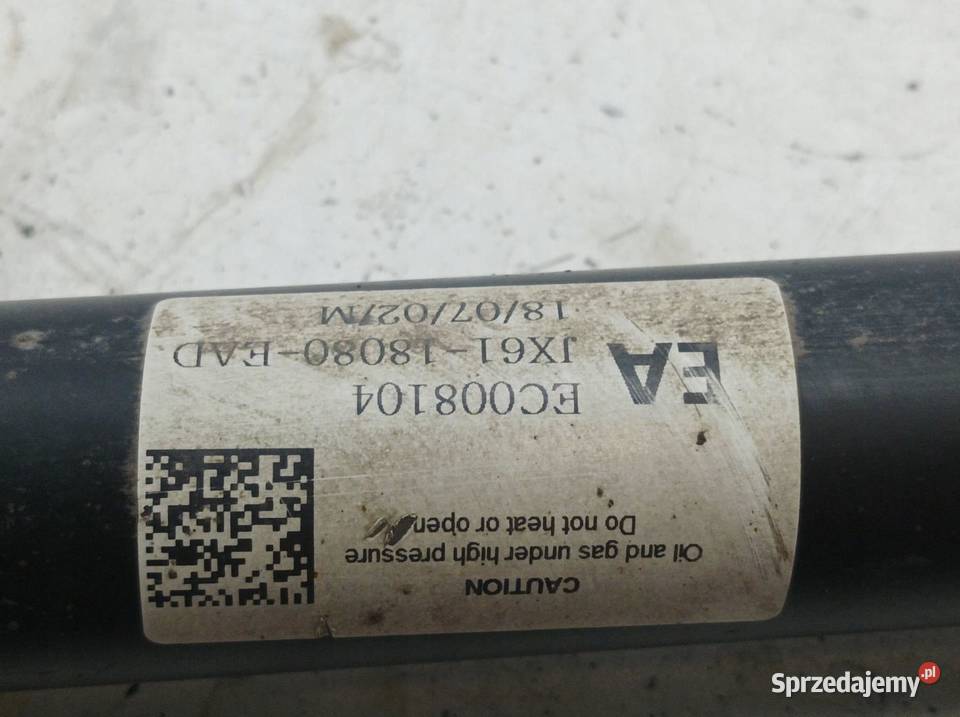 CAUTION
Oil and gas under high pressure
Do not heat or open
EC008104
EA JX61-18080-EAD
18/07/02/M
Sprzedajemy.pl